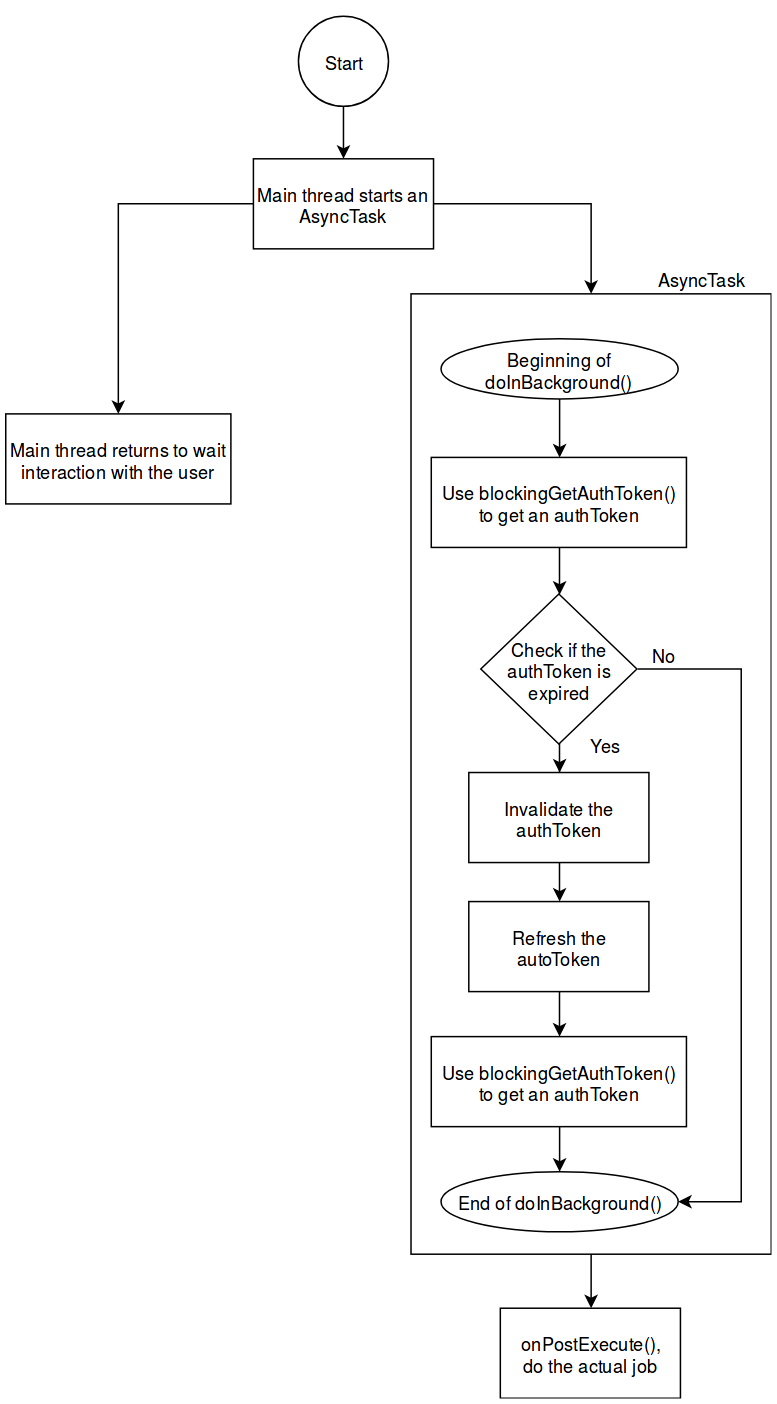 Start
Main thread starts an
AsyncTask
AsyncTask
Beginning of
doInBackground()
Main thread returns to wait
interaction with the user
Use blockingGetAuthToken()
to get an authToken
Check if the
authToken is
expired
No
Yes
Invalidate the
authToken
Refresh the
autoToken
Use blockingGetAuthToken()
to get an authToken
End of doInBackground()
onPostExecute(),
do the actual job